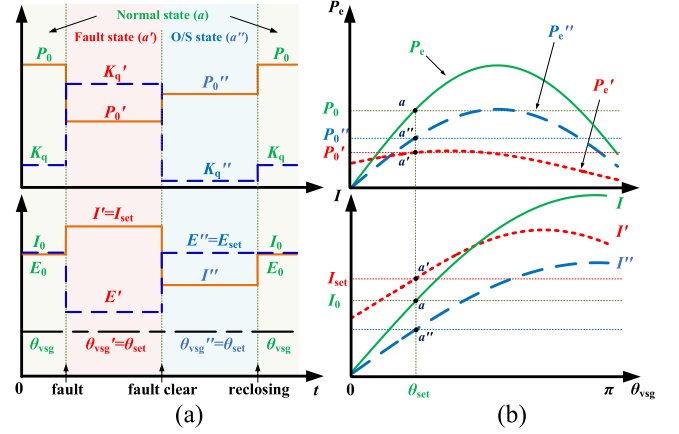 Normal state (a)
Fault state (a′) O/S state (a″)
P0 P0
Kq′ P0″
P0′
Kq Kq
Kq″
I′=Iset
I0 E″=Eset I0
E0 I″ E0
E′
θvsg θvsg′=θset θvsg″=θset θvsg
0 fault fault clear reclosing t
(a)
Pe
Pe Pe″
Pe′
P0 a
P0″ a″
P0′ a′
I I
I′
Iset a′ I″
I0 a
a″
0 θset π θvsg
(b)